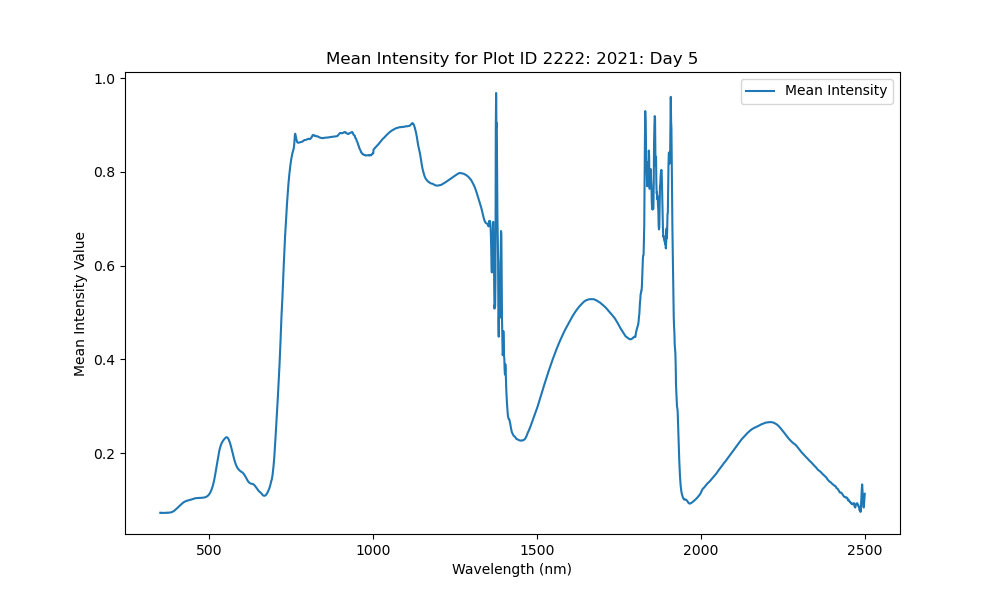 Mean Intensity for Plot ID 2222: 2021: Day 5
Mean Intensity
Mean Intensity Value
1.0
0.8
0.6
0.4
0.2
500 1000 1500 2000 2500
Wavelength (nm)